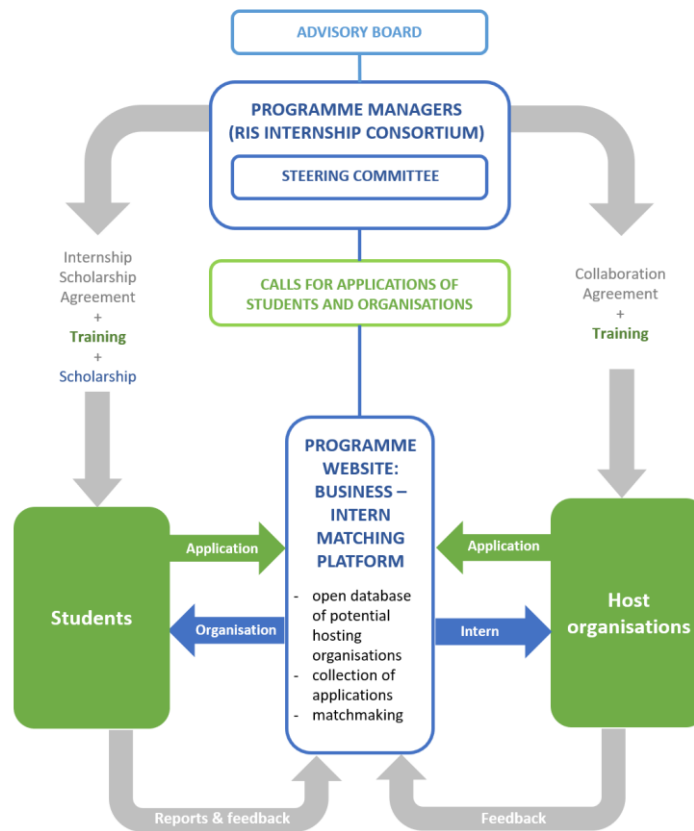 ADVISORY BOARD
PROGRAMME MANAGERS
(RIS INTERNSHIP CONSORTIUM)
STEERING COMMITTEE
Internship
Scholarship
Agreement
+
Training
+
Scholarship
CALLS FOR APPLICATIONS OF
STUDENTS AND ORGANISATIONS
Collaboration
Agreement
+
Training
PROGRAMME
WEBSITE:
BUSINESS –
INTERN
MATCHING
PLATFORM
- open database
of potential
hosting
organisations
- collection of
applications
- matchmaking
Students
Application
Organisation
Application
Intern
Host
organisations
Reports & feedback
Feedback